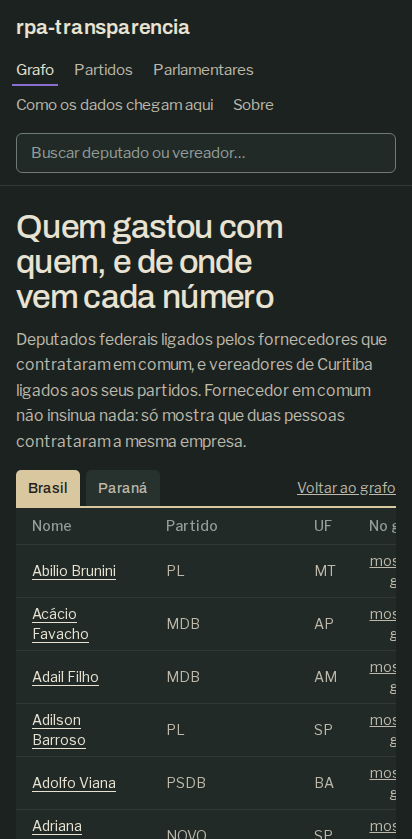 rpa-transparencia
Grafo Partidos Parlamentares
Como os dados chegam aqui Sobre
Buscar deputado ou vereador...
Quem gastou com
quem, e de onde
vem cada número
Deputados federais ligados pelos fornecedores que
contrataram em comum, e vereadores de Curitiba
ligados aos seus partidos. Fornecedor em comum
não insinua nada: só mostra que duas pessoas
contrataram a mesma empresa.
Brasil Paraná Voltar ao grafo
Nome Partido UF No
Abilio Brunini PL MT
Acácio
Favacho MDB AP
Adail Filho MDB AM
Adilson
Barroso PL SP
Adolfo Viana PSDB BA
Adriana
NOVO SP